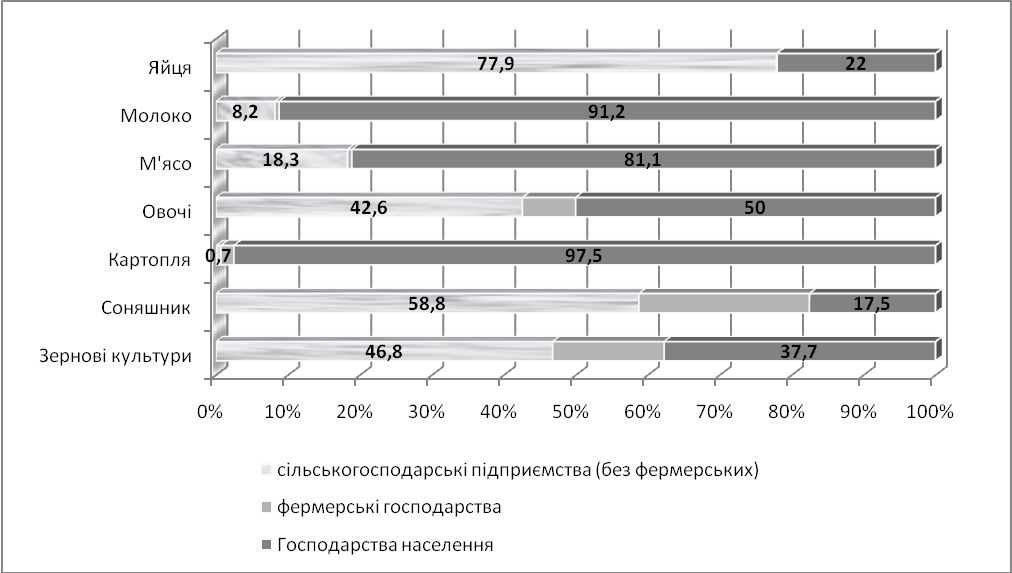 Яйця 77,9 22
Молоко 8,2 91,2
М'ясо 18,3 81,1
Овочі 42,6 50
Картопля 0,7 97,5
Соняшник 58,8 17,5
Зернові культури 46,8 37,7
0% 10% 20% 30% 40% 50% 60% 70% 80% 90% 100%
сільськогосподарські підприємства (без фермерських)
фермерські господарства
Господарства населення